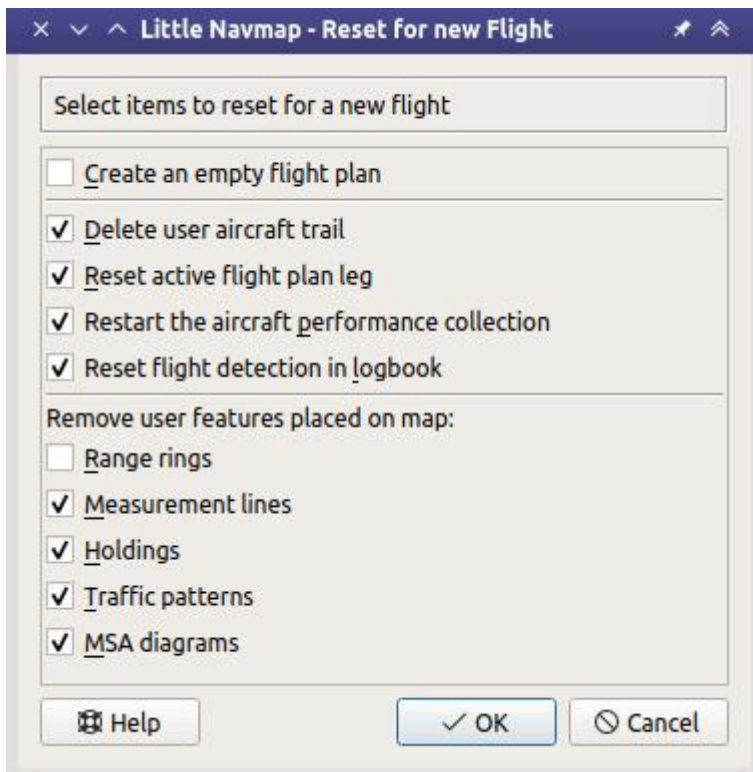 Little Navmap - Reset for new Flight
Select items to reset for a new flight
Create an empty flight plan
Delete user aircraft trail
Reset active flight plan leg
Restart the aircraft performance collection
Reset flight detection in logbook
Remove user features placed on map:
Range rings
Measurement lines
Holdings
Traffic patterns
MSA diagrams
Help OK Cancel